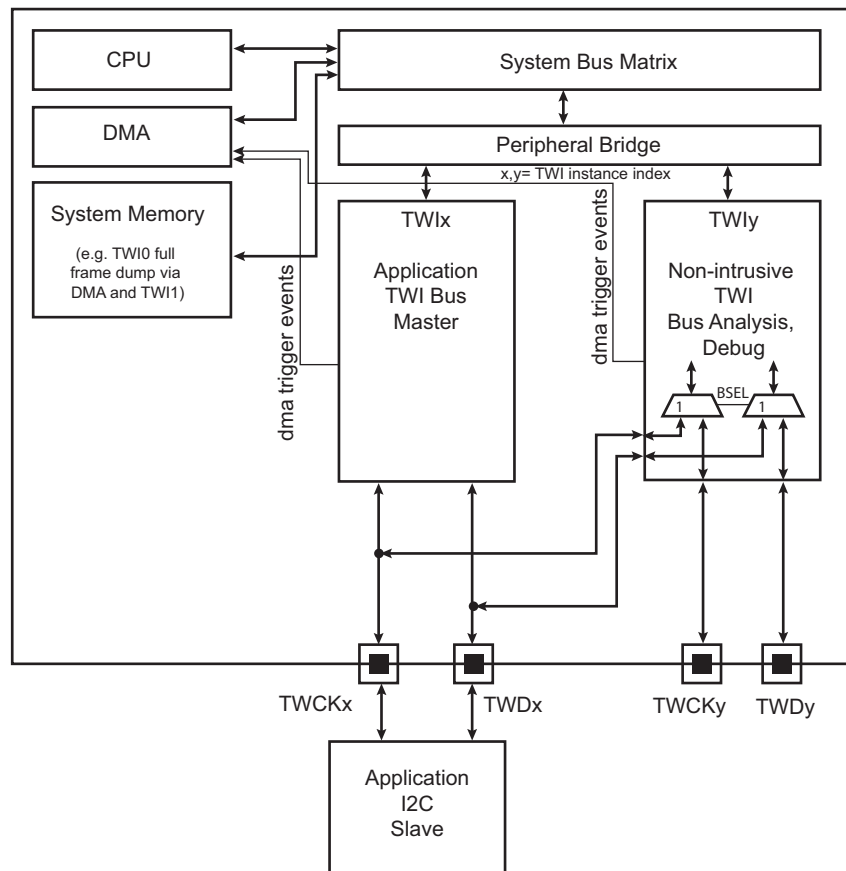 CPU
System Bus Matrix
DMA
Peripheral Bridge
x,y= TWI instance index
System Memory
(e.g. TWI0 full
frame dump via
DMA and TWI1)
dma trigger events
TWIx
Application
TWI Bus
Master
dma trigger events
TWIy
Non-intrusive
TWI
Bus Analysis,
Debug
BSEL
1
1
TWCKx
TWDx
TWCKy
TWDy
Application
I2C
Slave